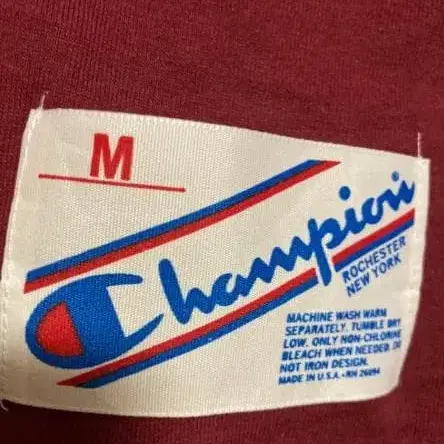 M
Champion
ROCHESTER
NEW YORK
MACHINE WASH WARM
SEPARATELY. TUMBLE DRY
LOW. ONLY NON-CHLORINE
BLEACH WHEN NEEDED. DO
NOT IRON DESIGN.
MADE IN U.S.A. - RN 26094